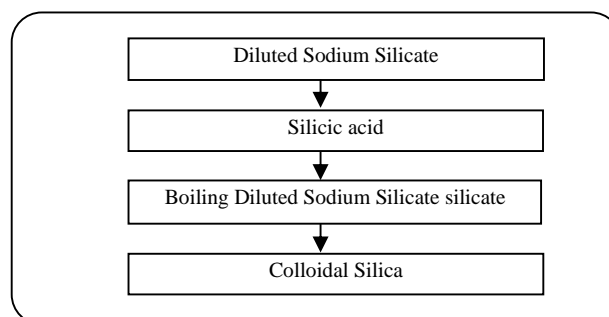 Diluted Sodium Silicate
Silicic acid
Boiling Diluted Sodium Silicate silicate
Colloidal Silica